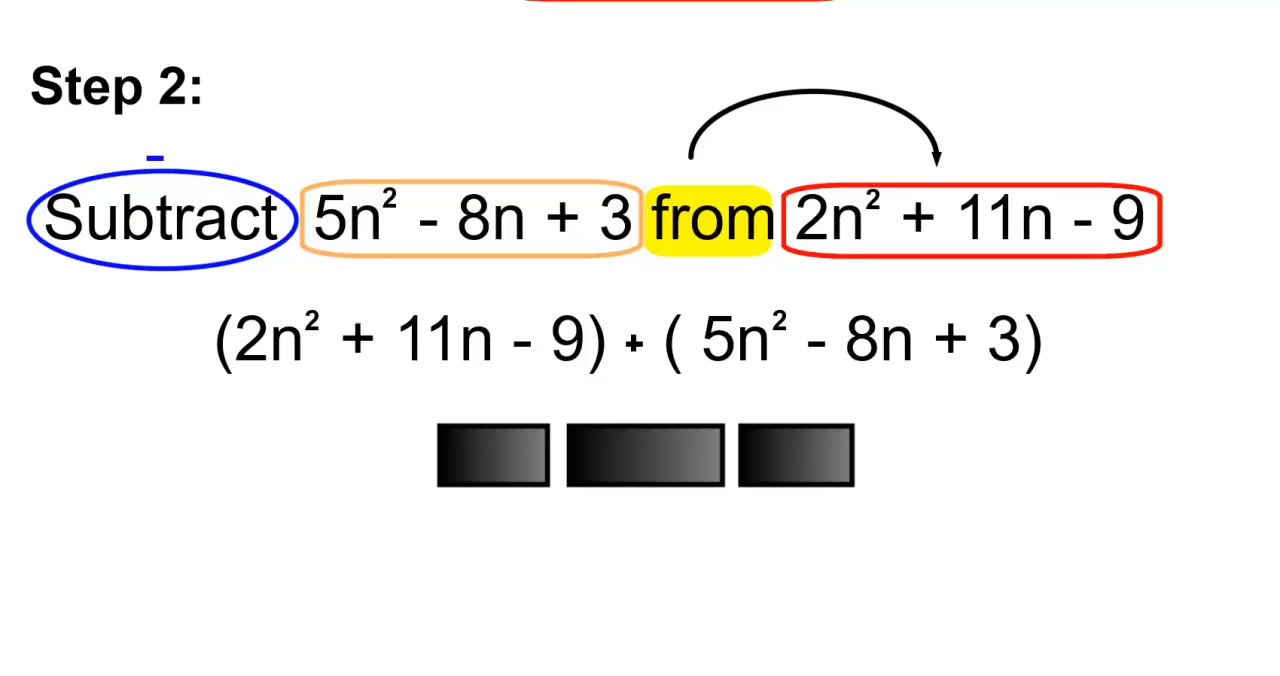 Step 2:
-
Subtract 5n² - 8n + 3 from 2n² + 11n - 9
(2n² + 11n - 9) + ( 5n² - 8n + 3)